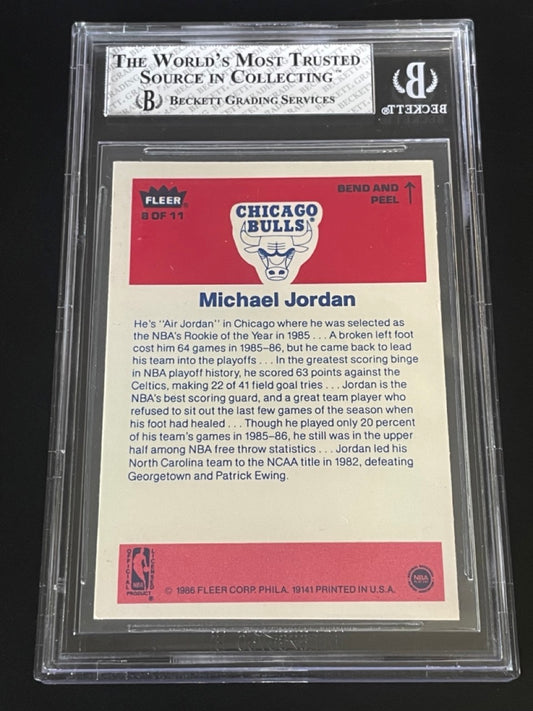 THE WORLD'S MOST TRUSTED
SOURCE IN COLLECTING™
BECKETT GRADING SERVICES
BECKETT®
FLEER®
8 OF 11
BEND AND
PEEL
CHICAGO
BULLS
Michael Jordan
He's "Air Jordan" in Chicago where he was selected as
the NBA's Rookie of the Year in 1985 . . . A broken left foot
cost him 64 games in 1985-86, but he came back to lead
his team into the playoffs . . . In the greatest scoring binge
in NBA playoff history, he scored 63 points against the
Celtics, making 22 of 41 field goal tries . . . Jordan is the
NBA's best scoring guard, and a great team player who
refused to sit out the last few games of the season when
his foot had healed . . . Though he played only 20 percent
of his team's games in 1985-86, he still was in the upper
half among NBA free throw statistics . . . Jordan led his
North Carolina team to the NCAA title in 1982, defeating
Georgetown and Patrick Ewing.
OFFICIAL LICENSED
NBA
PRODUCT
© 1986 FLEER CORP. PHILA. 19141 PRINTED IN U.S.A.
NBA